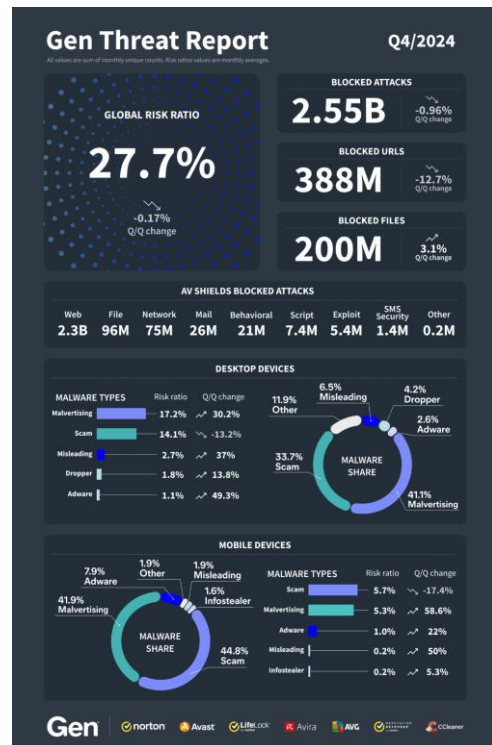 Gen Threat Report
Q4/2024
All values are sum of monthly unique counts. Risk ratios values are monthly averages.
GLOBAL RISK RATIO
27.7%
-0.17%
Q/Q change
BLOCKED ATTACKS
2.55B
-0.96%
Q/Q change
BLOCKED URLS
388M
-12.7%
Q/Q change
BLOCKED FILES
200M
3.1%
Q/Q change
AV SHIELDS BLOCKED ATTACKS
Web File Network Mail Behavioral Script Exploit SMS Security Other
2.3B 96M 75M 26M 21M 7.4M 5.4M 1.4M 0.2M
DESKTOP DEVICES
MALWARE TYPES Risk ratio Q/Q change
Malvertising 17.2% 30.2%
Scam 14.1% -13.2%
Misleading 2.7% 37%
Dropper 1.8% 13.8%
Adware 1.1% 49.3%
11.9%
Other
6.5%
Misleading
4.2%
Dropper
2.6%
Adware
33.7%
Scam
MALWARE
SHARE
41.1%
Malvertising
MOBILE DEVICES
7.9%
Adware
1.9%
Other
1.9%
Misleading
1.6%
Infostealer
41.9%
Malvertising
MALWARE
SHARE
44.8%
Scam
MALWARE TYPES Risk ratio Q/Q change
Scam 5.7% -17.4%
Malvertising 5.3% 58.6%
Adware 1.0% 22%
Misleading 0.2% 50%
Infostealer 0.2% 5.3%
Gen norton Avast LifeLock Avira AVG CCleaner